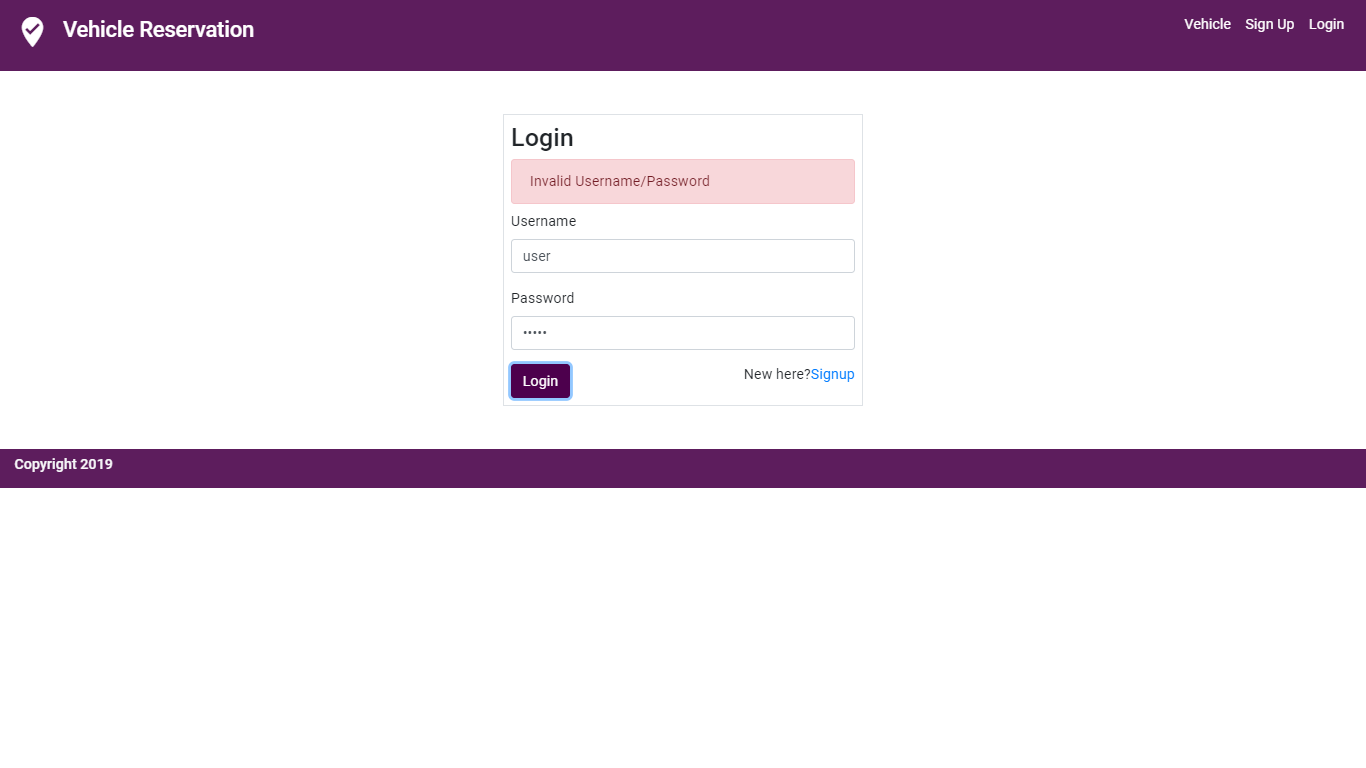 Vehicle Reservation
Vehicle Sign Up Login
Login
Invalid Username/Password
Username
user
Password
•••••
Login
New here?Signup
Copyright 2019